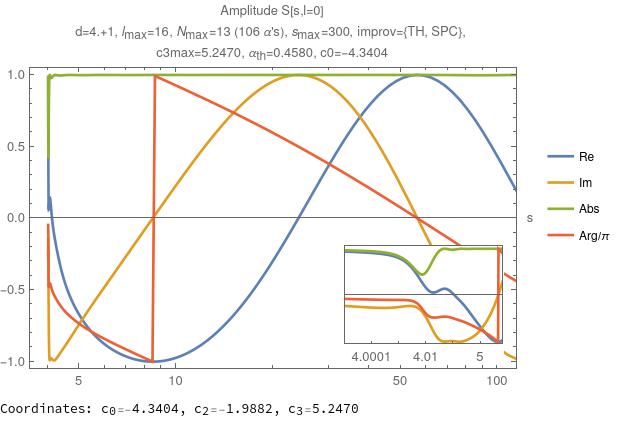 Amplitude S[s,l=0]
d=4.+1, lmax=16, Nmax=13 (106 α's), smax=300, improv={TH, SPC},
c3max=5.2470, αth=0.4580, c0=-4.3404
1.0
0.5
0.0
-0.5
-1.0
s
Re
Im
Abs
Arg/π
4.0001 4.01 5
5 10 50 100
Coordinates: c0=-4.3404, c2=-1.9882, c3=5.2470